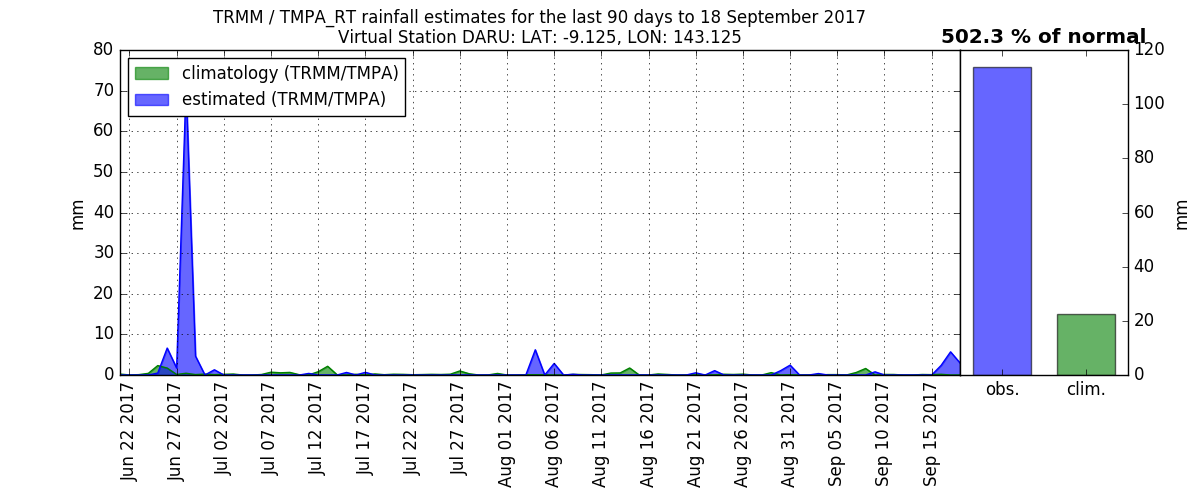 TRMM / TMPA_RT rainfall estimates for the last 90 days to 18 September 2017
Virtual Station DARU: LAT: -9.125, LON: 143.125
502.3 % of normal
climatology (TRMM/TMPA)
estimated (TRMM/TMPA)
80
70
60
50
40
30
20
10
0
mm
Jun 22 2017
Jun 27 2017
Jul 02 2017
Jul 07 2017
Jul 12 2017
Jul 17 2017
Jul 22 2017
Jul 27 2017
Aug 01 2017
Aug 06 2017
Aug 11 2017
Aug 16 2017
Aug 21 2017
Aug 26 2017
Aug 31 2017
Sep 05 2017
Sep 10 2017
Sep 15 2017
120
100
80
60
40
20
0
mm
obs.
clim.